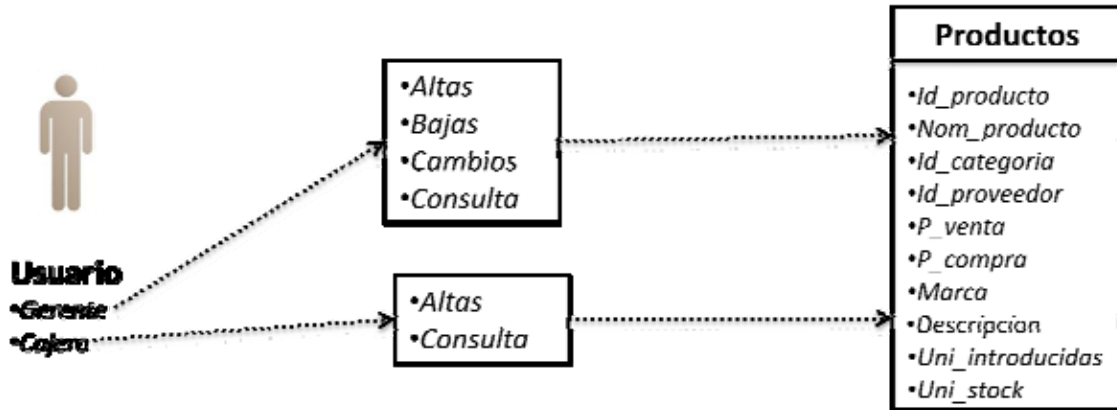 Usuario
•Gerente
•Cajera
•Altas
•Bajas
•Cambios
•Consulta
•Altas
•Consulta
Productos
•Id_producto
•Nom_producto
•Id_categoria
•Id_proveedor
•P_venta
•P_compra
•Marca
•Descripcion
•Uni_introducidas
•Uni_stock